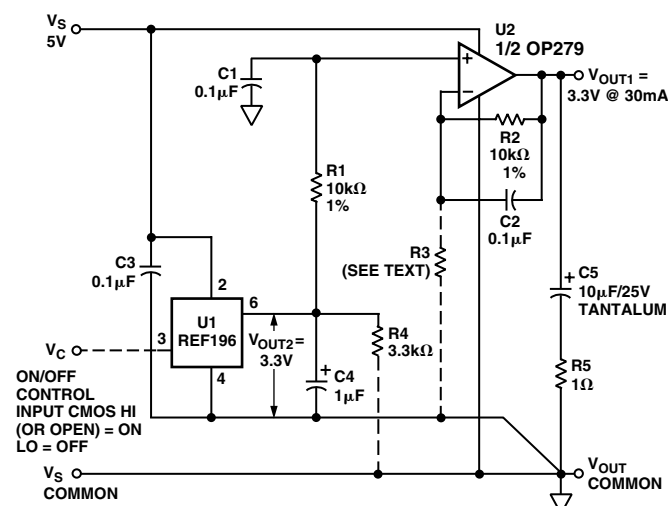 VS
5V
U2
1/2 OP279
C1
0.1µF
VOUT1 =
3.3V @ 30mA
R2
10kΩ
1%
R1
10kΩ
1%
C2
0.1µF
C3
0.1µF
R3
(SEE TEXT)
C5
10µF/25V
TANTALUM
2
6
U1
REF196
3
4
VOUT2 =
3.3V
R4
3.3kΩ
C4
1µF
R5
1Ω
VC
ON/OFF
CONTROL
INPUT CMOS HI
(OR OPEN) = ON
LO = OFF
VS
COMMON
VOUT
COMMON
+
−
+
+